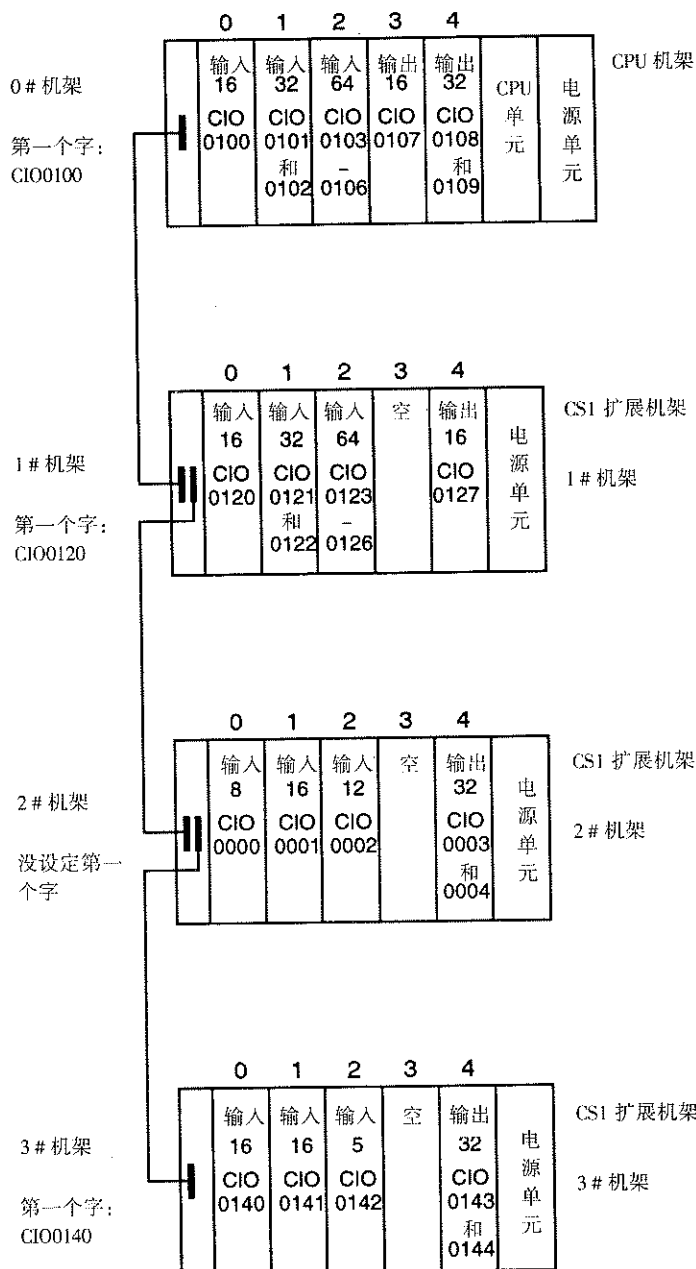 0 1 2 3 4
CPU 机架
0# 机架
第一个字:
CIO0100
输入 输入 输入 输出 输出
16 32 64 16 32
CIO CIO CIO CIO CIO
0100 0101 0103 0107 0108
和 – 和
0102 0106 0109
CPU 单元
电源单元
0 1 2 3 4
CS1 扩展机架
1# 机架
1# 机架
第一个字:
CIO0120
输入 输入 输入 空 输出
16 32 64 16
CIO CIO CIO CIO
0120 0121 0123 0127
和 –
0122 0126
电源单元
0 1 2 3 4
CS1 扩展机架
2# 机架
2# 机架
没设定第一
个字
输入 输入 输入 空 输出
8 16 12 32
CIO CIO CIO CIO
0000 0001 0002 0003
和
0004
电源单元
0 1 2 3 4
CS1 扩展机架
3# 机架
3# 机架
第一个字:
CIO0140
输入 输入 输入 空 输出
16 16 5 32
CIO CIO CIO CIO
0140 0141 0142 0143
和
0144
电源单元